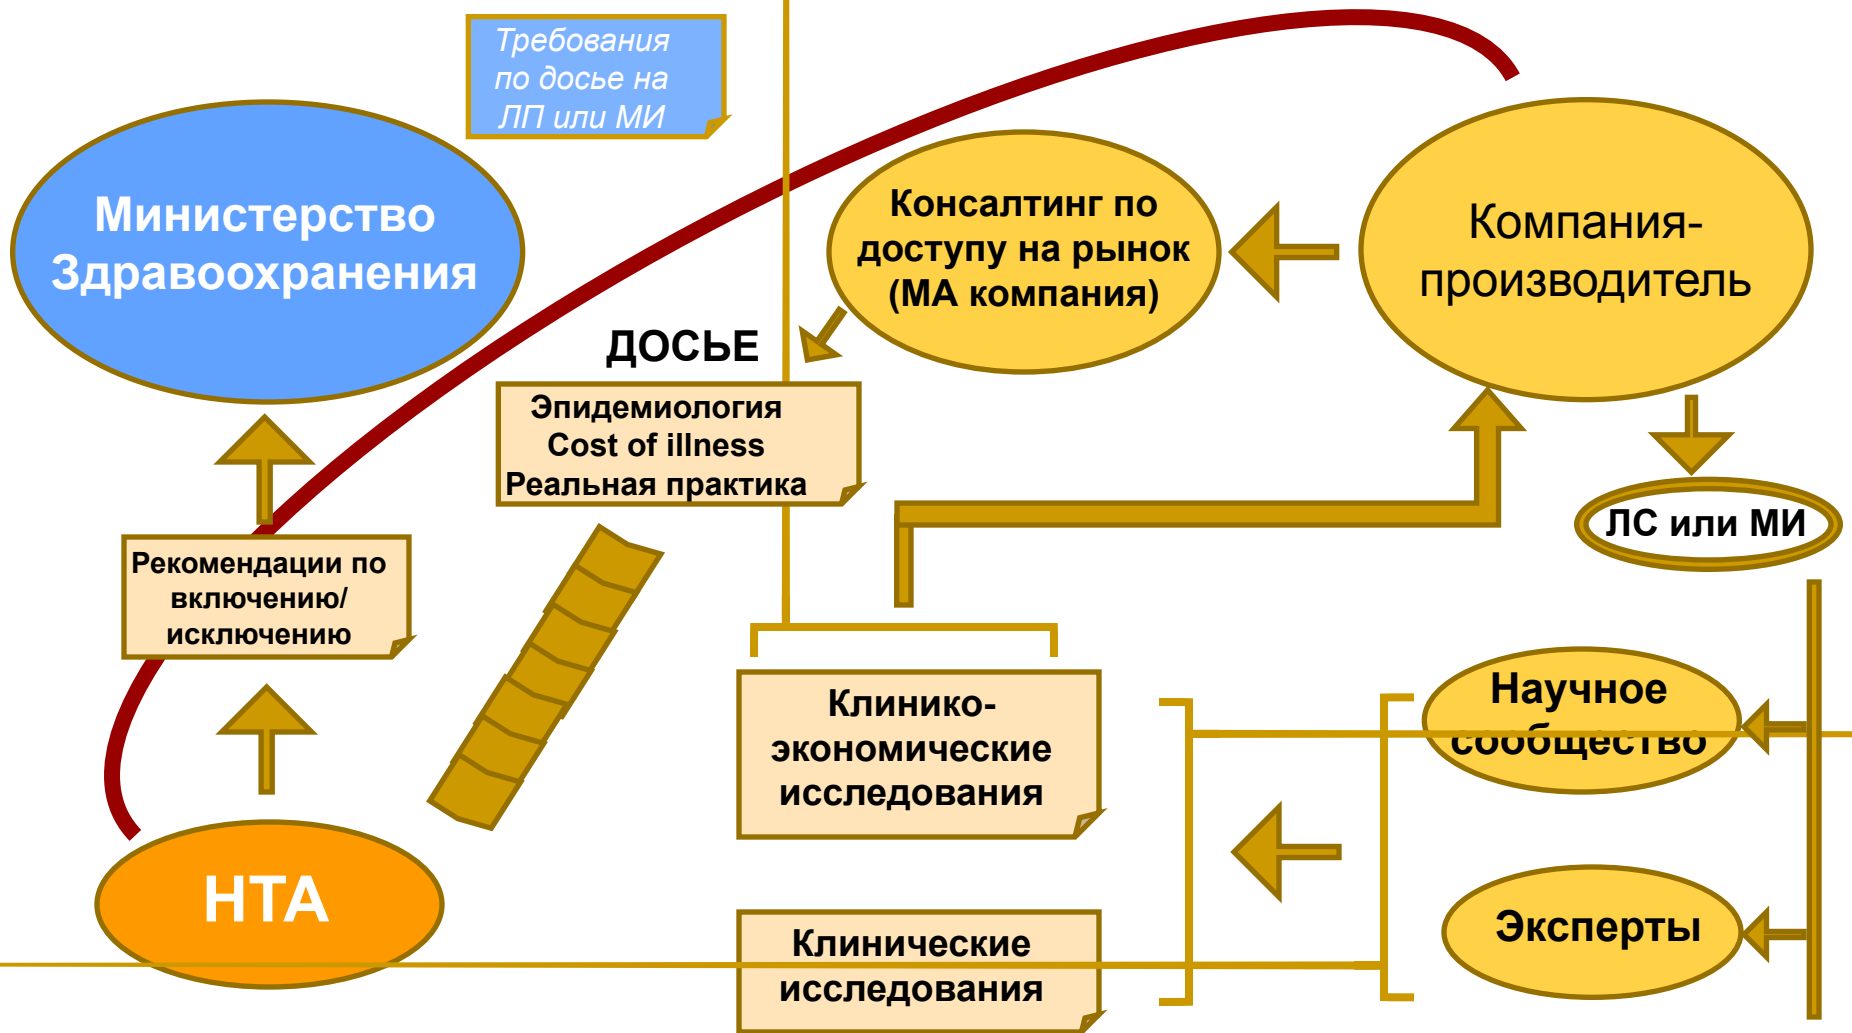 Требования
по досье на
ЛП или МИ
Министерство
Здравоохранения
Консалтинг по
доступу на рынок
(МА компания)
Компания-
производитель
ДОСЬЕ
Эпидемиология
Cost of illness
Реальная практика
ЛС или МИ
Рекомендации по
включению/
исключению
Клинико-
экономические
исследования
Научное
сообщество
НТА
Клинические
исследования
Эксперты